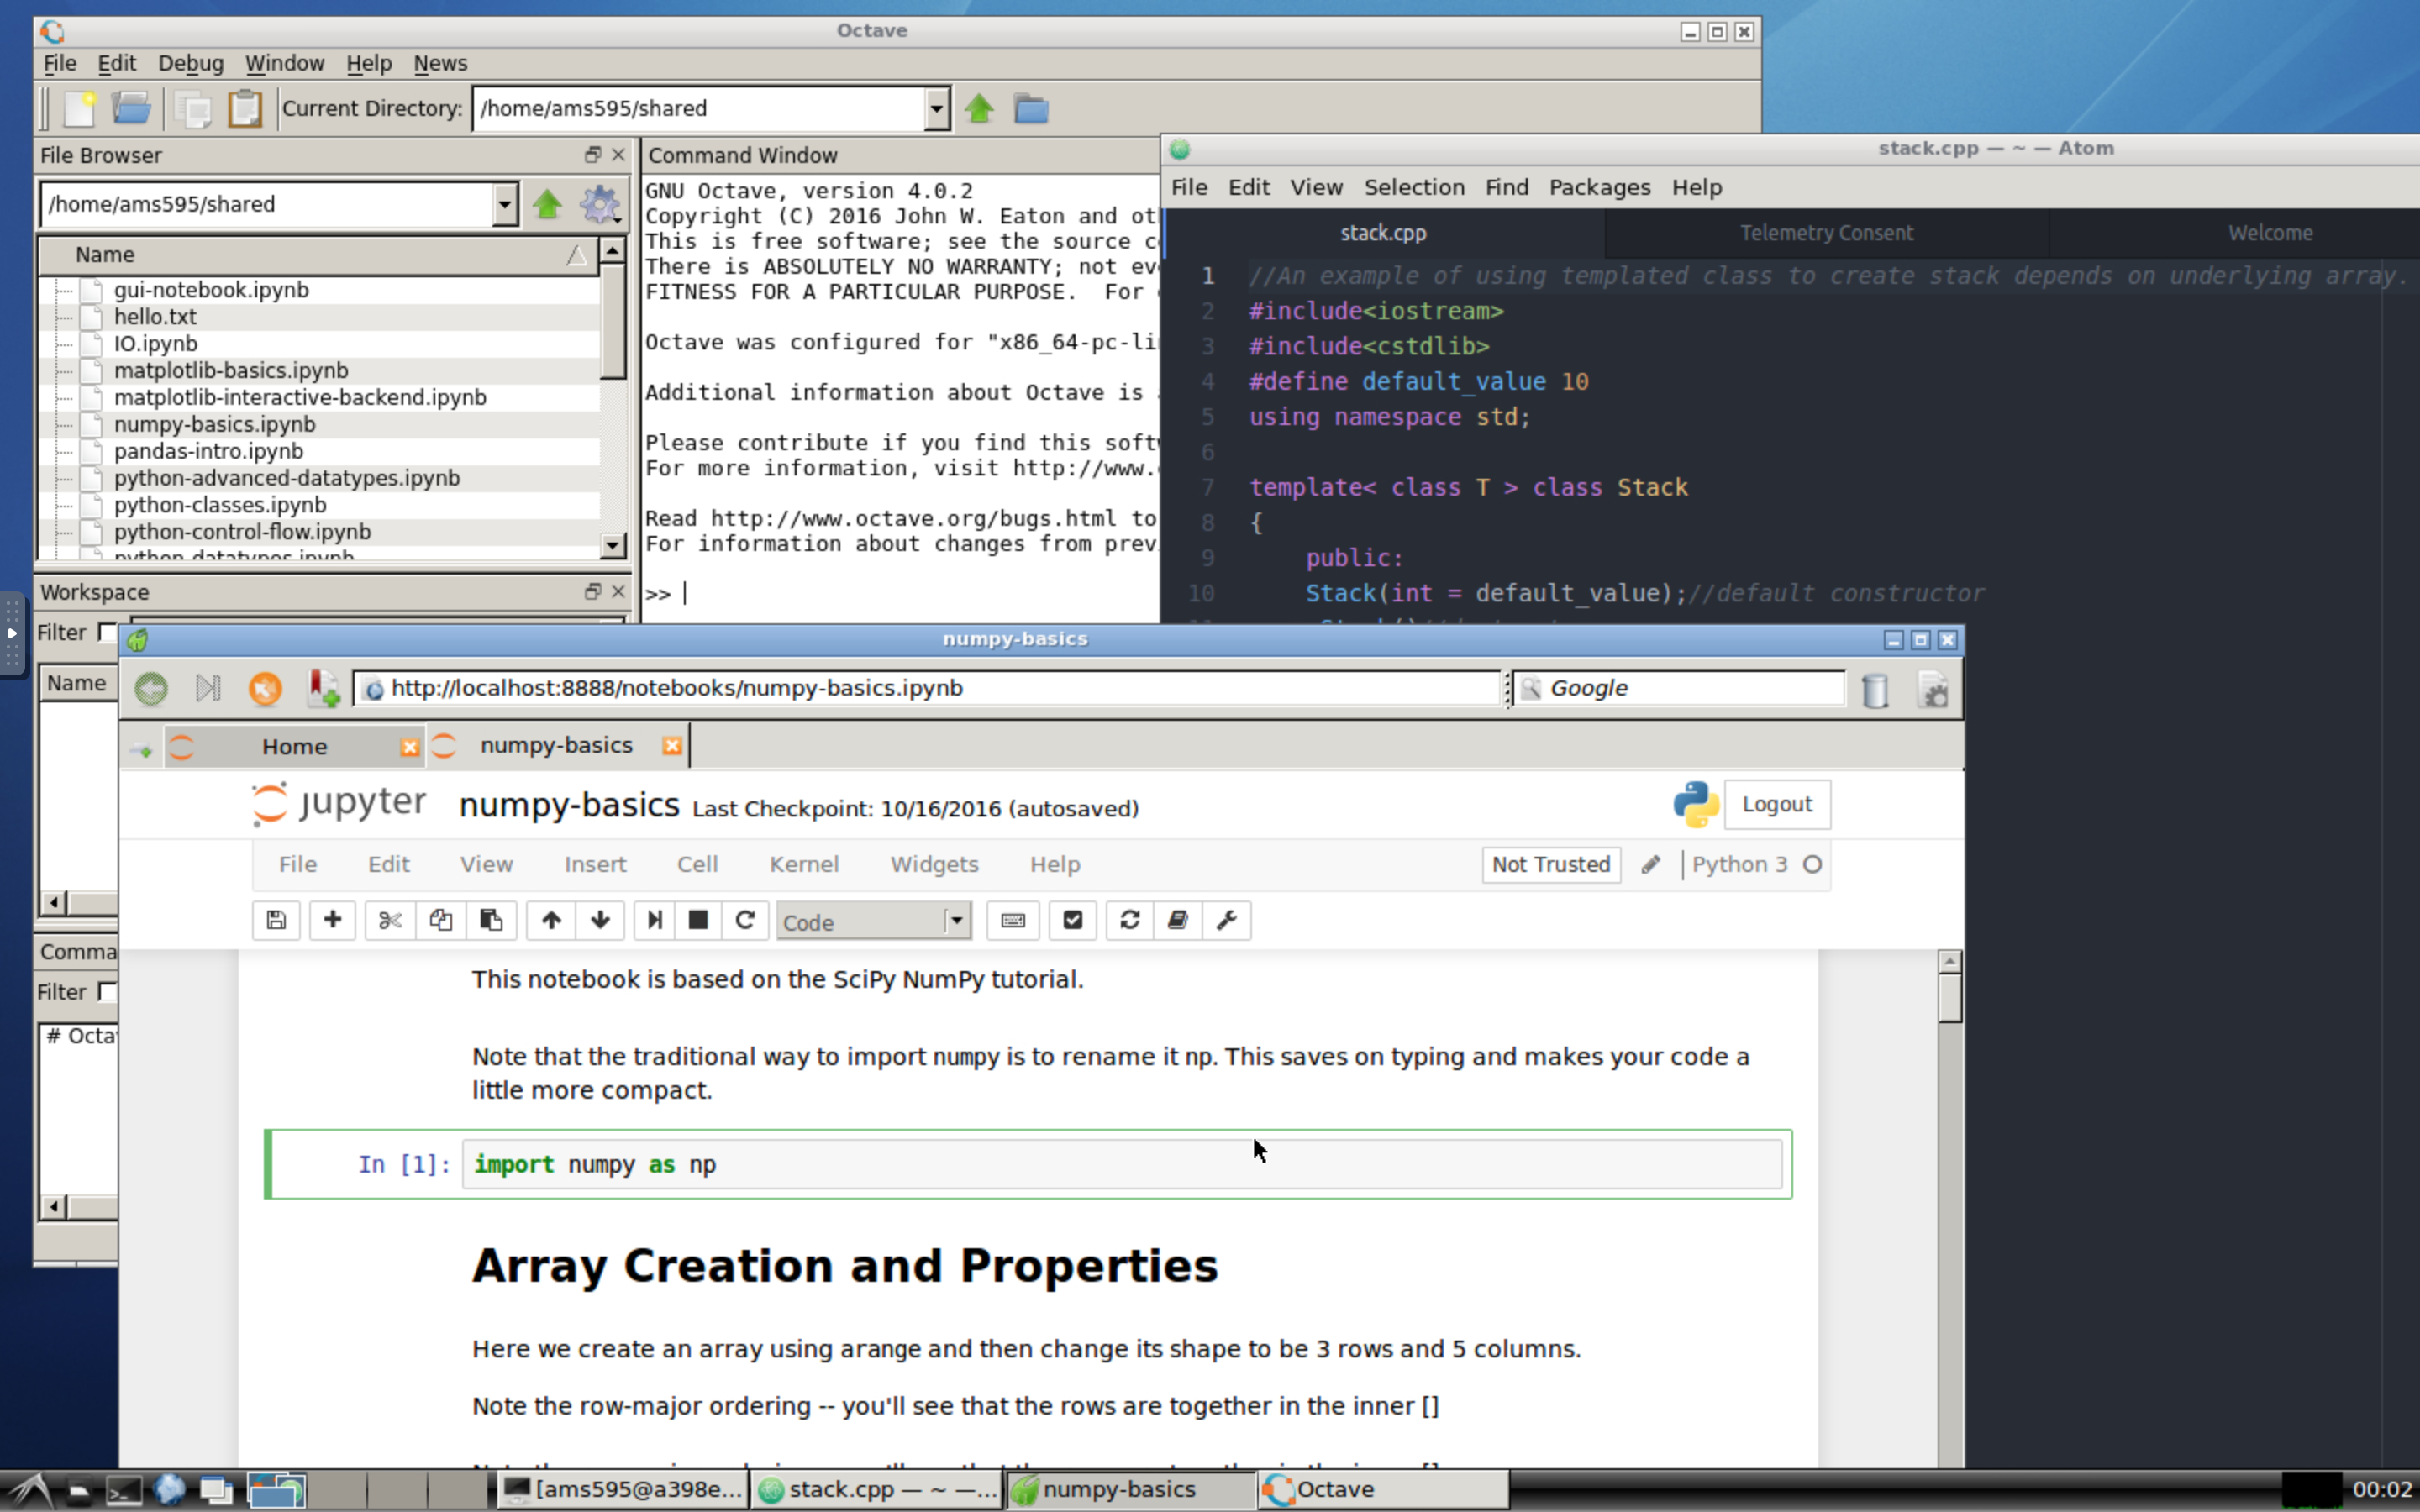 Octave
File Edit Debug Window Help News
Current Directory: /home/ams595/shared
File Browser
/home/ams595/shared
Name
gui-notebook.ipynb
hello.txt
IO.ipynb
matplotlib-basics.ipynb
matplotlib-interactive-backend.ipynb
numpy-basics.ipynb
pandas-intro.ipynb
python-advanced-datatypes.ipynb
python-classes.ipynb
python-control-flow.ipynb
python-datatypes.ipynb
Workspace
Filter
Name
Comma
Filter
# Octa
Command Window
GNU Octave, version 4.0.2
Copyright (C) 2016 John W. Eaton and ot
This is free software; see the source c
There is ABSOLUTELY NO WARRANTY; not ev
FITNESS FOR A PARTICULAR PURPOSE. For
Octave was configured for "x86_64-pc-li
Additional information about Octave is
Please contribute if you find this soft
For more information, visit http://www.
Read http://www.octave.org/bugs.html to
For information about changes from prev
>>
stack.cpp — ~ — Atom
File Edit View Selection Find Packages Help
stack.cpp Telemetry Consent Welcome
1 //An example of using templated class to create stack depends on underlying array.
2 #include<iostream>
3 #include<cstdlib>
4 #define default_value 10
5 using namespace std;
6
7 template< class T > class Stack
8 {
9 public:
10 Stack(int = default_value);//default constructor
numpy-basics
http://localhost:8888/notebooks/numpy-basics.ipynb Google
Home numpy-basics
jupyter numpy-basics Last Checkpoint: 10/16/2016 (autosaved) Logout
File Edit View Insert Cell Kernel Widgets Help Not Trusted Python 3
Code
This notebook is based on the SciPy NumPy tutorial.
Note that the traditional way to import numpy is to rename it np. This saves on typing and makes your code a
little more compact.
In [1]: import numpy as np
Array Creation and Properties
Here we create an array using arange and then change its shape to be 3 rows and 5 columns.
Note the row-major ordering -- you'll see that the rows are together in the inner []
[ams595@a398e... stack.cpp — ~ —... numpy-basics Octave 00:02